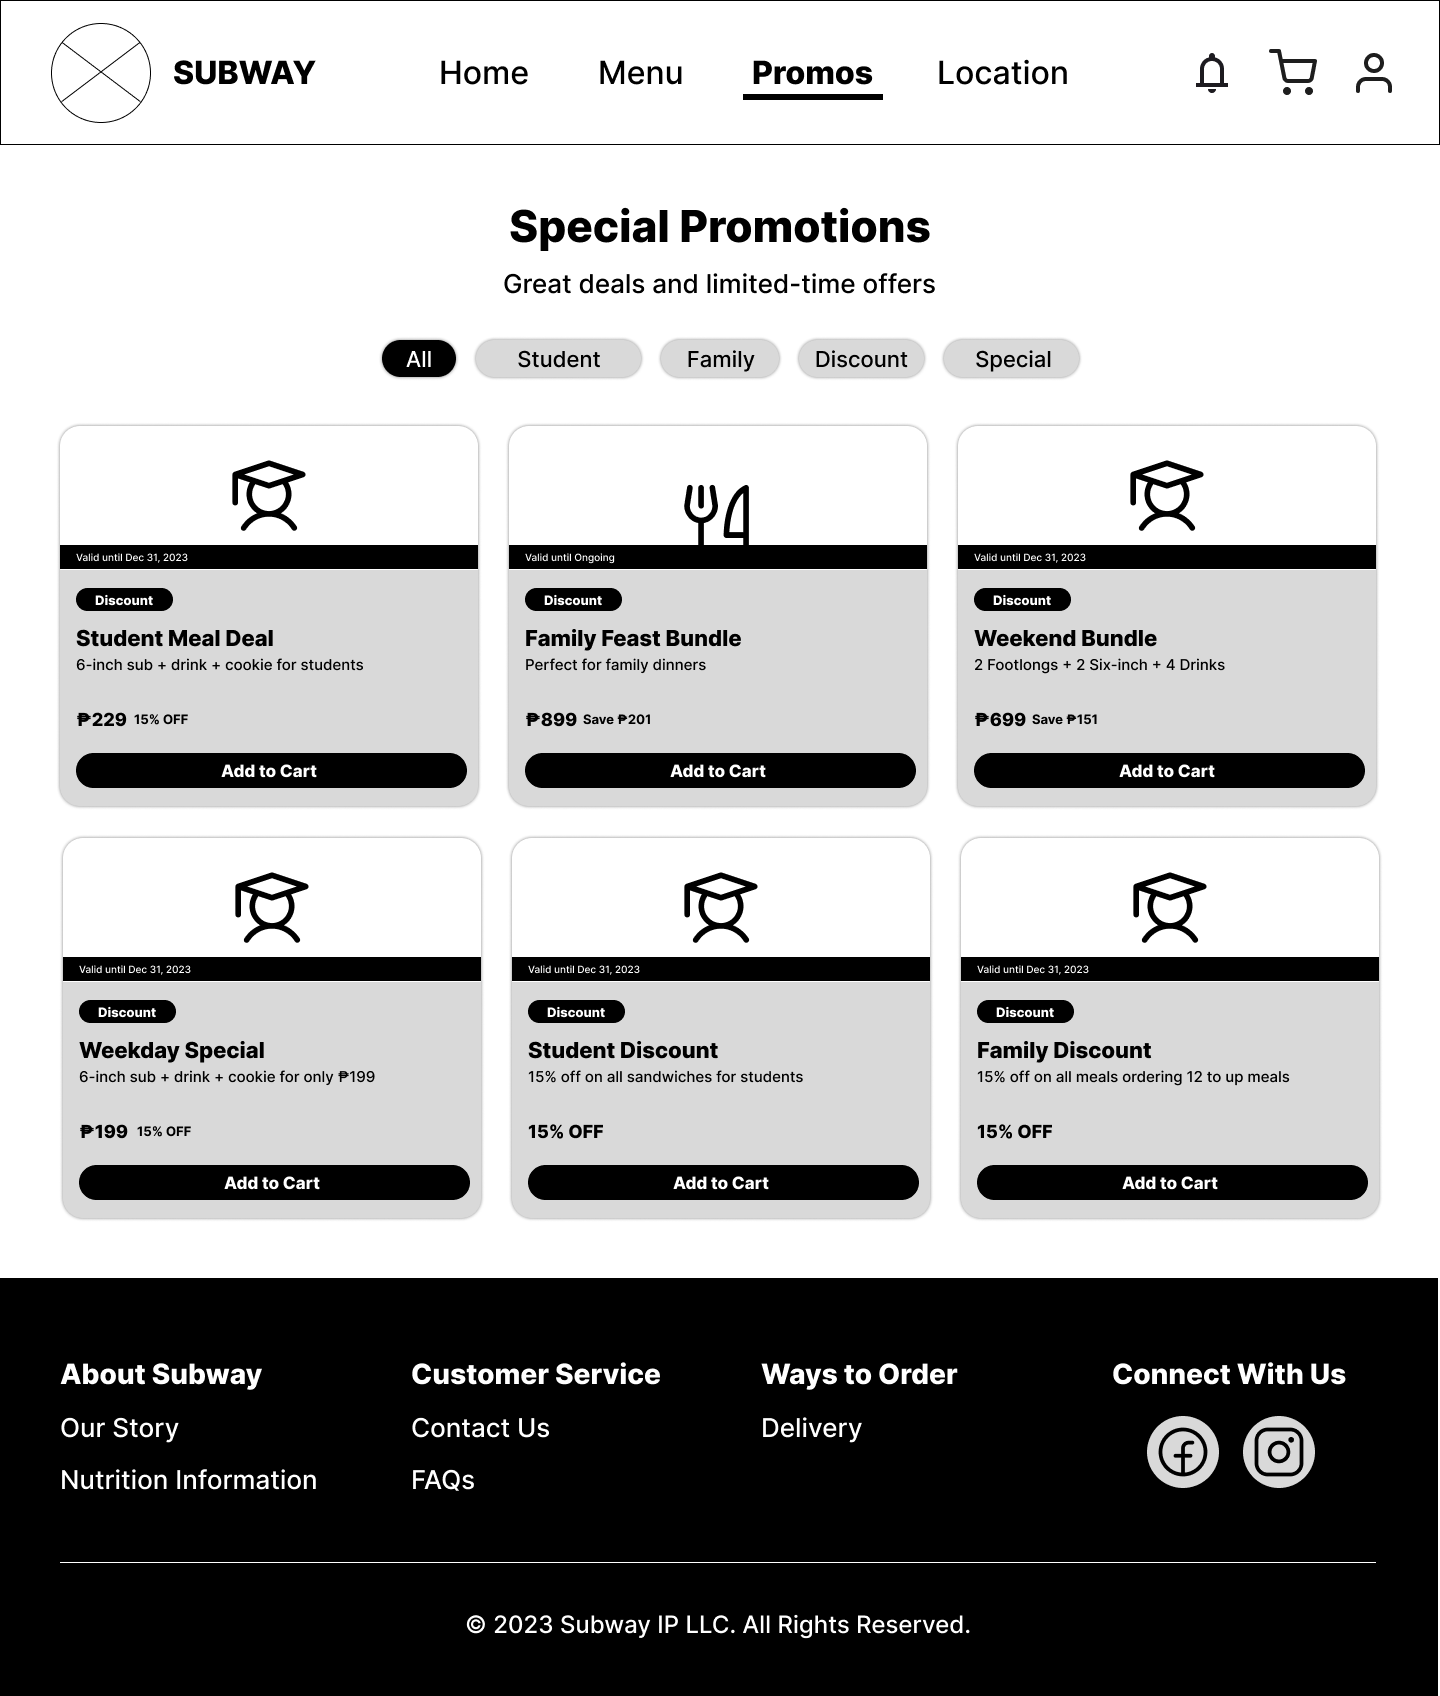 SUBWAY Home Menu Promos Location
Special Promotions
Great deals and limited-time offers
All Student Family Discount Special
Valid until Dec 31, 2023
Discount
Student Meal Deal
6-inch sub + drink + cookie for students
₱229 15% OFF
Add to Cart
Valid until Ongoing
Discount
Family Feast Bundle
Perfect for family dinners
₱899 Save ₱201
Add to Cart
Valid until Dec 31, 2023
Discount
Weekend Bundle
2 Footlongs + 2 Six-inch + 4 Drinks
₱699 Save ₱151
Add to Cart
Valid until Dec 31, 2023
Discount
Weekday Special
6-inch sub + drink + cookie for only ₱199
₱199 15% OFF
Add to Cart
Valid until Dec 31, 2023
Discount
Student Discount
15% off on all sandwiches for students
15% OFF
Add to Cart
Valid until Dec 31, 2023
Discount
Family Discount
15% off on all meals ordering 12 to up meals
15% OFF
Add to Cart
About Subway
Our Story
Nutrition Information
Customer Service
Contact Us
FAQs
Ways to Order
Delivery
Connect With Us
© 2023 Subway IP LLC. All Rights Reserved.